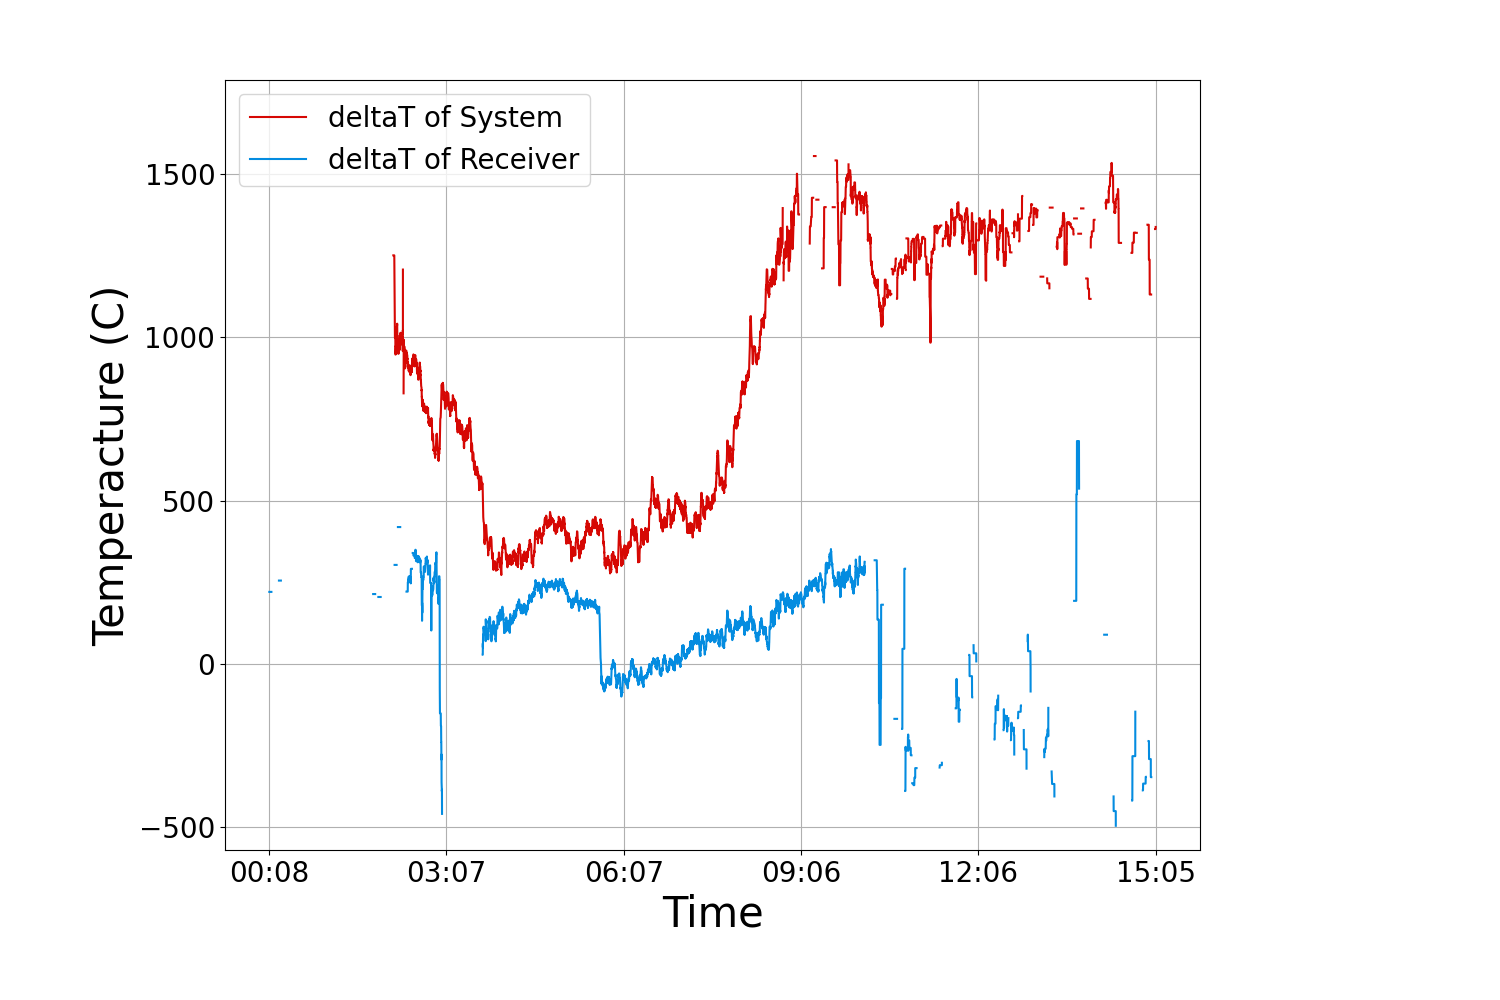 deltaT of System
deltaT of Receiver
Temperacture (C)
1500
1000
500
0
−500
00:08
03:07
06:07
09:06
12:06
15:05
Time